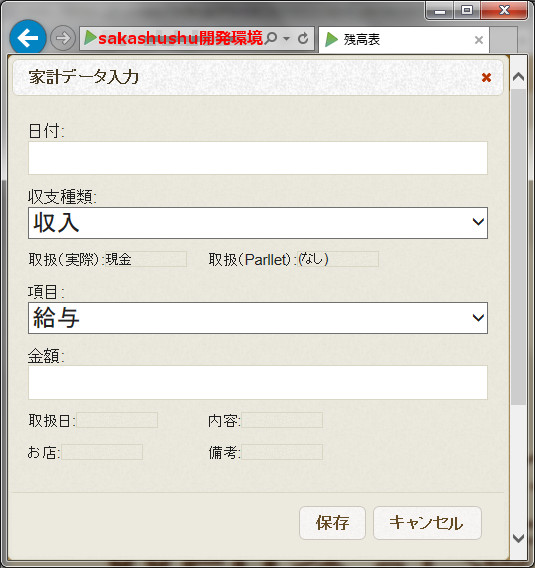 sakashushu開発環境
残高表
家計データ入力
日付:
収支種類:
収入
取扱(実際):現金 取扱(Parllet):(なし)
項目:
給与
金額:
取扱日: 内容:
お店: 備考:
保存 キャンセル